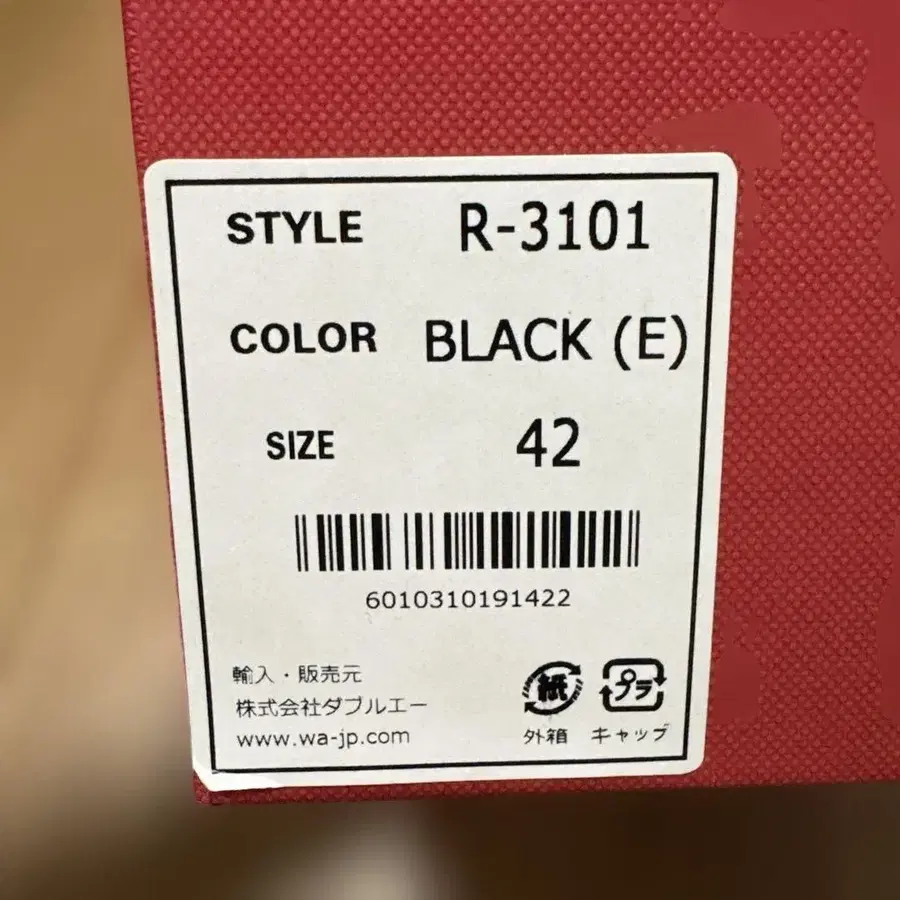 STYLE R-3101
COLOR BLACK (E)
SIZE 42
6010310191422
輸入・販売元
株式会社ダブルエー
www.wa-jp.com
紙 プラ
外箱 キャップ